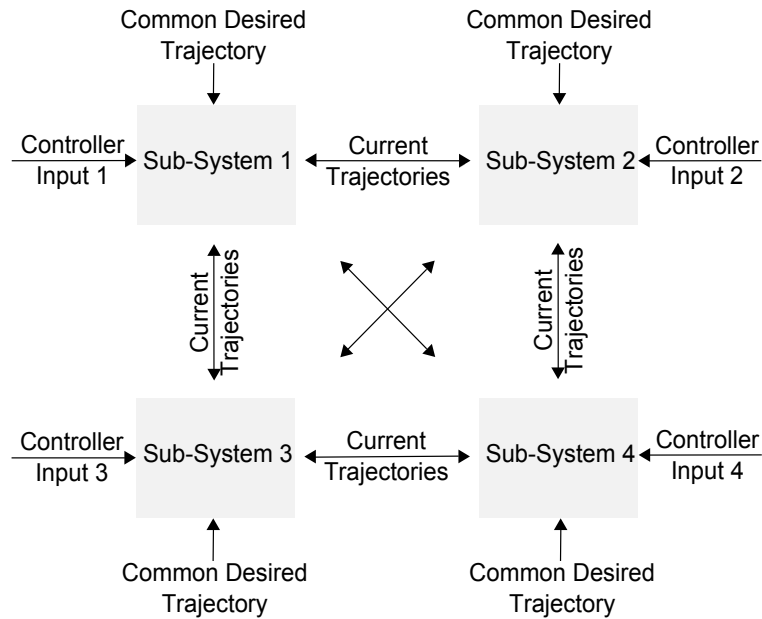 Common Desired
Trajectory
Common Desired
Trajectory
Controller
Input 1
Sub-System 1
Current
Trajectories
Sub-System 2
Controller
Input 2
Current
Trajectories
Current
Trajectories
Controller
Input 3
Sub-System 3
Current
Trajectories
Sub-System 4
Controller
Input 4
Common Desired
Trajectory
Common Desired
Trajectory